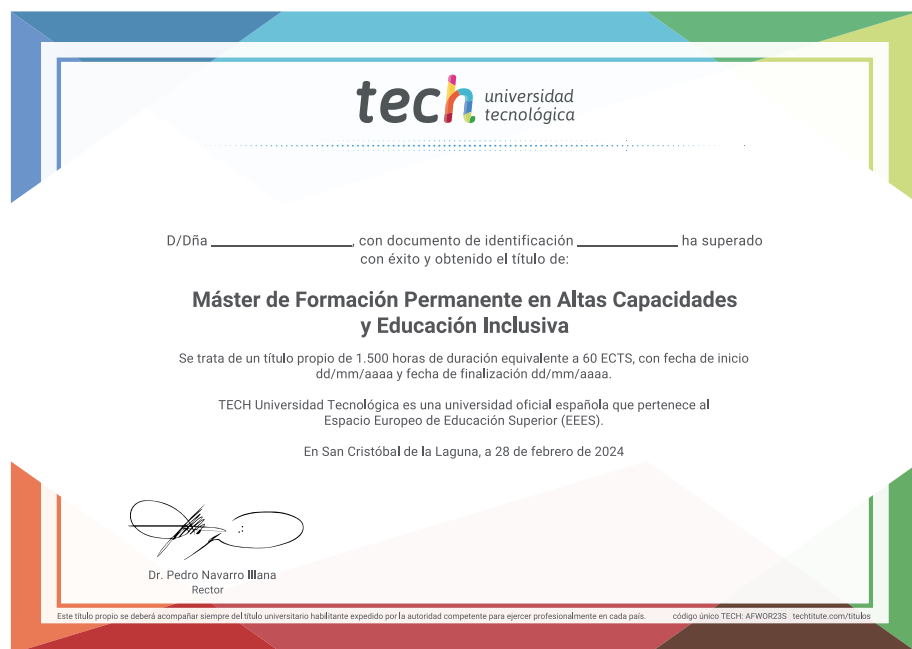 tech universidad
tecnológica
D/Dña ______________, con documento de identificación __________ ha superado
con éxito y obtenido el título de:
Máster de Formación Permanente en Altas Capacidades
y Educación Inclusiva
Se trata de un título propio de 1.500 horas de duración equivalente a 60 ECTS, con fecha de inicio
dd/mm/aaaa y fecha de finalización dd/mm/aaaa.
TECH Universidad Tecnológica es una universidad oficial española que pertenece al
Espacio Europeo de Educación Superior (EEES).
En San Cristóbal de la Laguna, a 28 de febrero de 2024
Dr. Pedro Navarro Illana
Rector
Este título propio se deberá acompañar siempre del título universitario habilitante expedido por la autoridad competente para ejercer profesionalmente en cada país. código único TECH: AFWOR23S techtitute.com/titulos